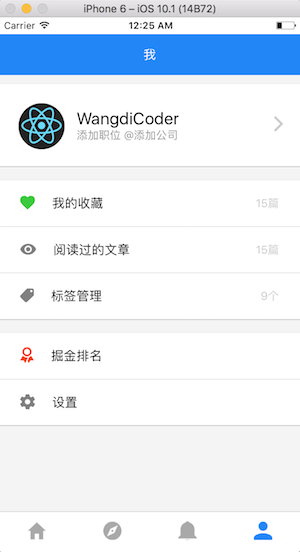 iPhone 6 – iOS 10.1 (14B72)
Carrier 12:25 AM
我
WangdiCoder
添加职位 @添加公司
我的收藏 15篇
阅读过的文章 15篇
标签管理 9个
掘金排名
设置